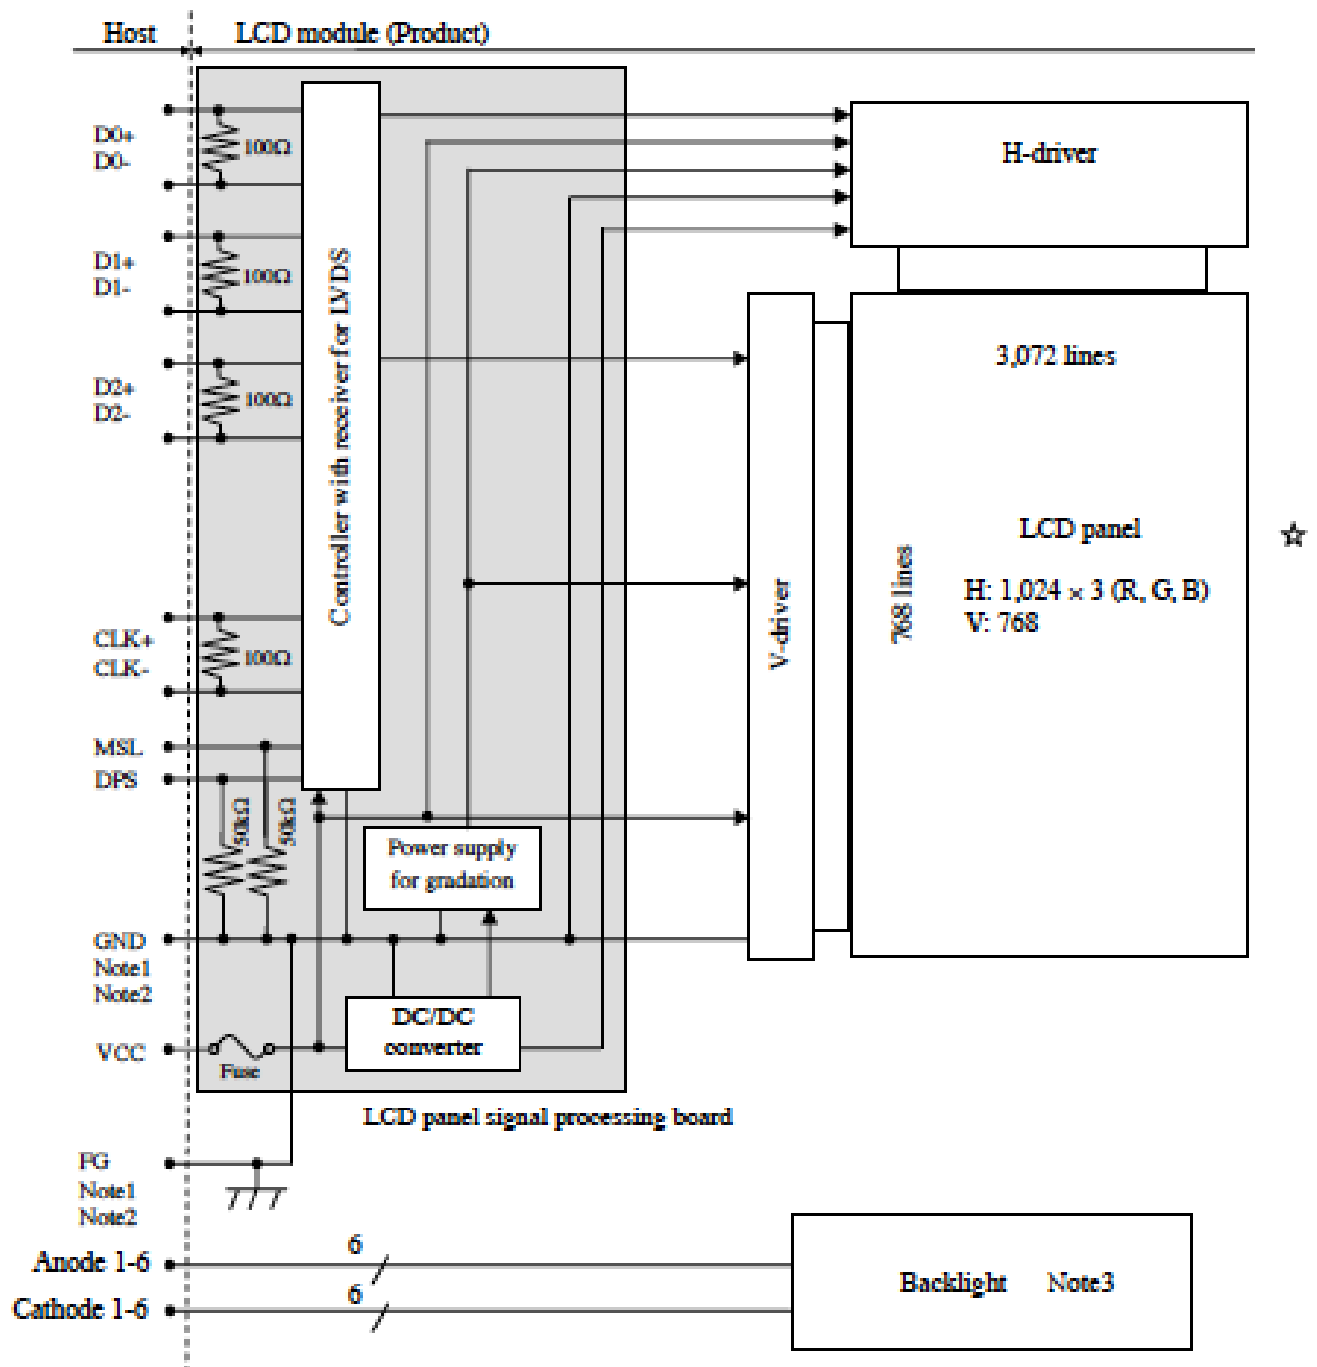 Host
LCD module (Product)
D0+
D0-
100Ω
D1+
D1-
100Ω
D2+
D2-
100Ω
CLK+
CLK-
100Ω
MSL
DPS
50kΩ
50kΩ
GND
Note1
Note2
VCC
Fuse
Controller with receiver for LVDS
Power supply
for gradation
DC/DC
converter
LCD panel signal processing board
H-driver
V-driver
3,072 lines
768 lines
LCD panel
H: 1,024 × 3 (R, G, B)
V: 768
☆
FG
Note1
Note2
Anode 1-6
6
Cathode 1-6
6
Backlight Note3